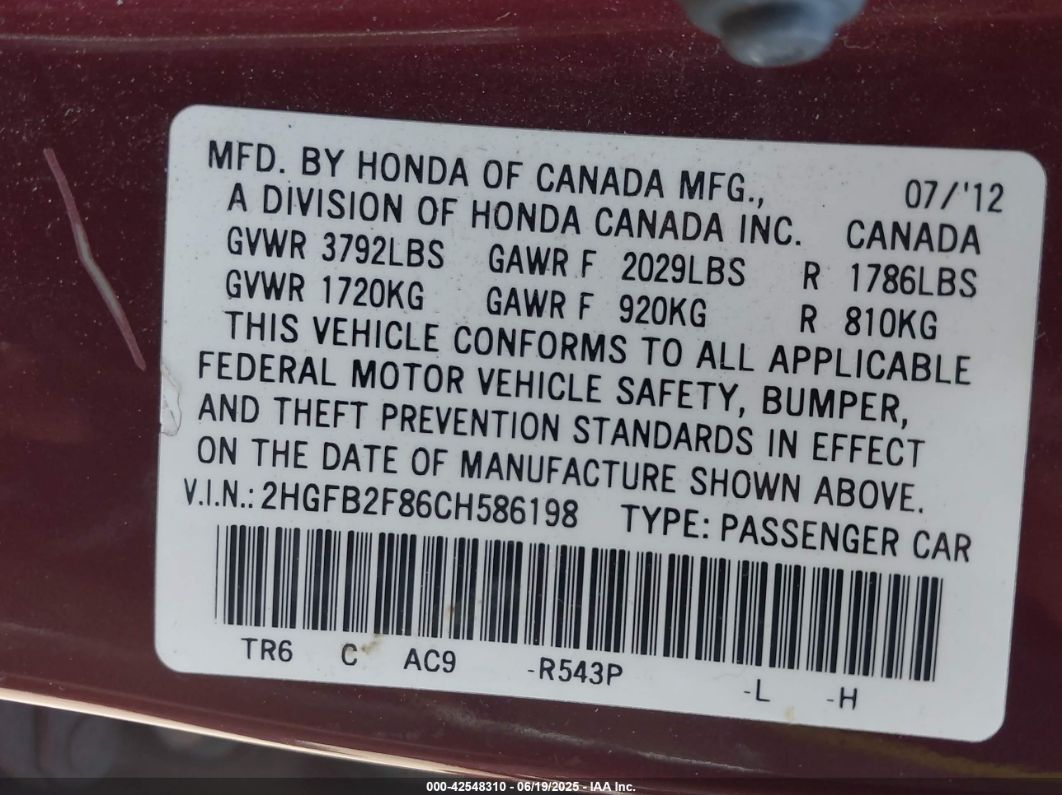 MFD. BY HONDA OF CANADA MFG., 07/'12
A DIVISION OF HONDA CANADA INC. CANADA
GVWR 3792LBS GAWR F 2029LBS R 1786LBS
GVWR 1720KG GAWR F 920KG R 810KG
THIS VEHICLE CONFORMS TO ALL APPLICABLE
FEDERAL MOTOR VEHICLE SAFETY, BUMPER,
AND THEFT PREVENTION STANDARDS IN EFFECT
ON THE DATE OF MANUFACTURE SHOWN ABOVE.
V.I.N.: 2HGFB2F86CH586198 TYPE: PASSENGER CAR
TR6 C AC9 -R543P -L -H
000-42548310 - 06/19/2025 - IAA Inc.